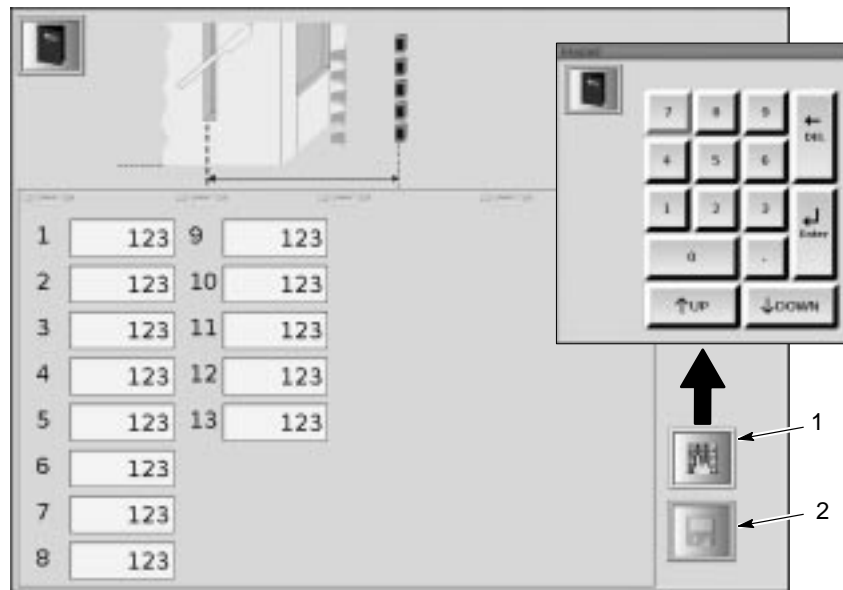 Keypad
7 8 9 DEL
4 5 6
1 2 3 Enter
0 .
UP DOWN
1 123 9 123
2 123 10 123
3 123 11 123
4 123 12 123
5 123 13 123
6 123
7 123
8 123
1
2